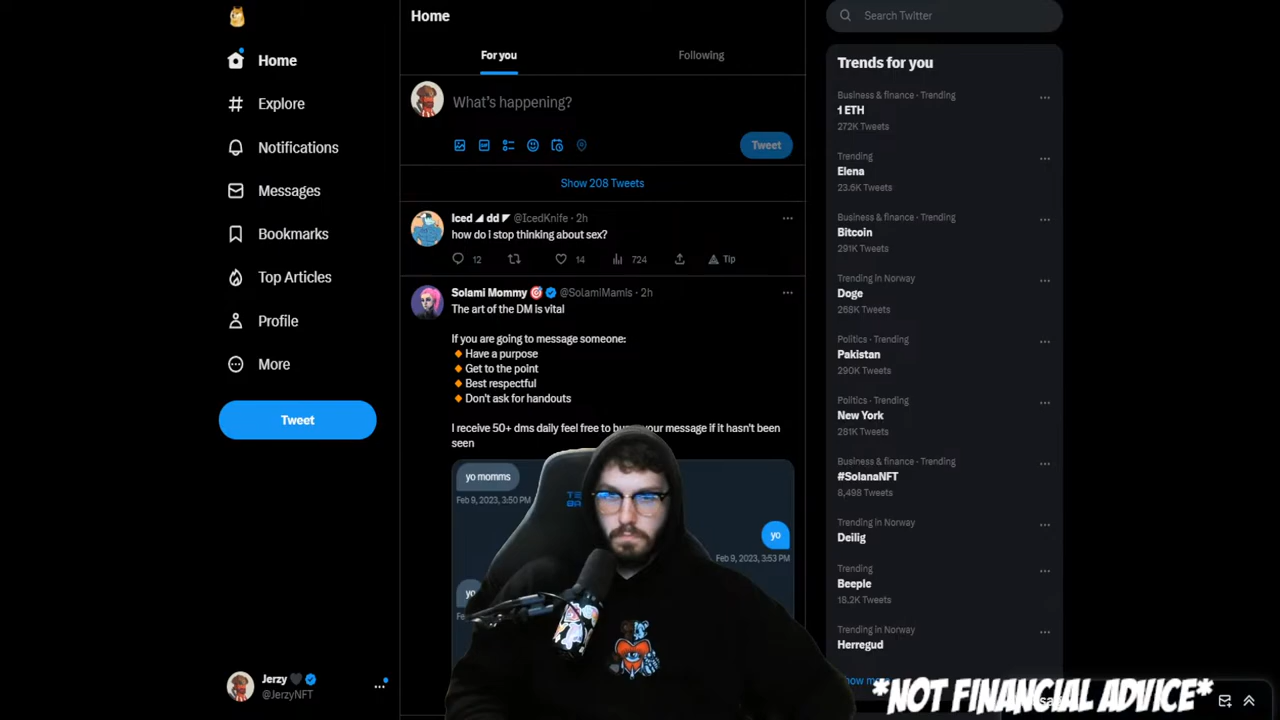 Home
Explore
Notifications
Messages
Bookmarks
Top Articles
Profile
More
Tweet
Jerzy
@JerzyNFT
Home
For you
Following
What's happening?
Tweet
Show 208 Tweets
Iced ◢ dd ◤ @IcedKnife · 2h
how do i stop thinking about sex?
12
14
724
Tip
Solami Mommy @SolamiMamis · 2h
The art of the DM is vital
If you are going to message someone:
Have a purpose
Get to the point
Best respectful
Don't ask for handouts
I receive 50+ dms daily feel free to your message if it hasn't been
seen
yo momms
Feb 9, 2023, 3:50 PM
yo
Feb 9, 2023, 3:53 PM
yo
Search Twitter
Trends for you
Business & finance · Trending
1 ETH
272K Tweets
Trending
Elena
23.6K Tweets
Business & finance · Trending
Bitcoin
291K Tweets
Trending in Norway
Doge
268K Tweets
Politics · Trending
Pakistan
290K Tweets
Politics · Trending
New York
281K Tweets
Business & finance · Trending
#SolanaNFT
8,498 Tweets
Trending in Norway
Deilig
Trending
Beeple
18.2K Tweets
Trending in Norway
Herregud
*NOT FINANCIAL ADVICE*